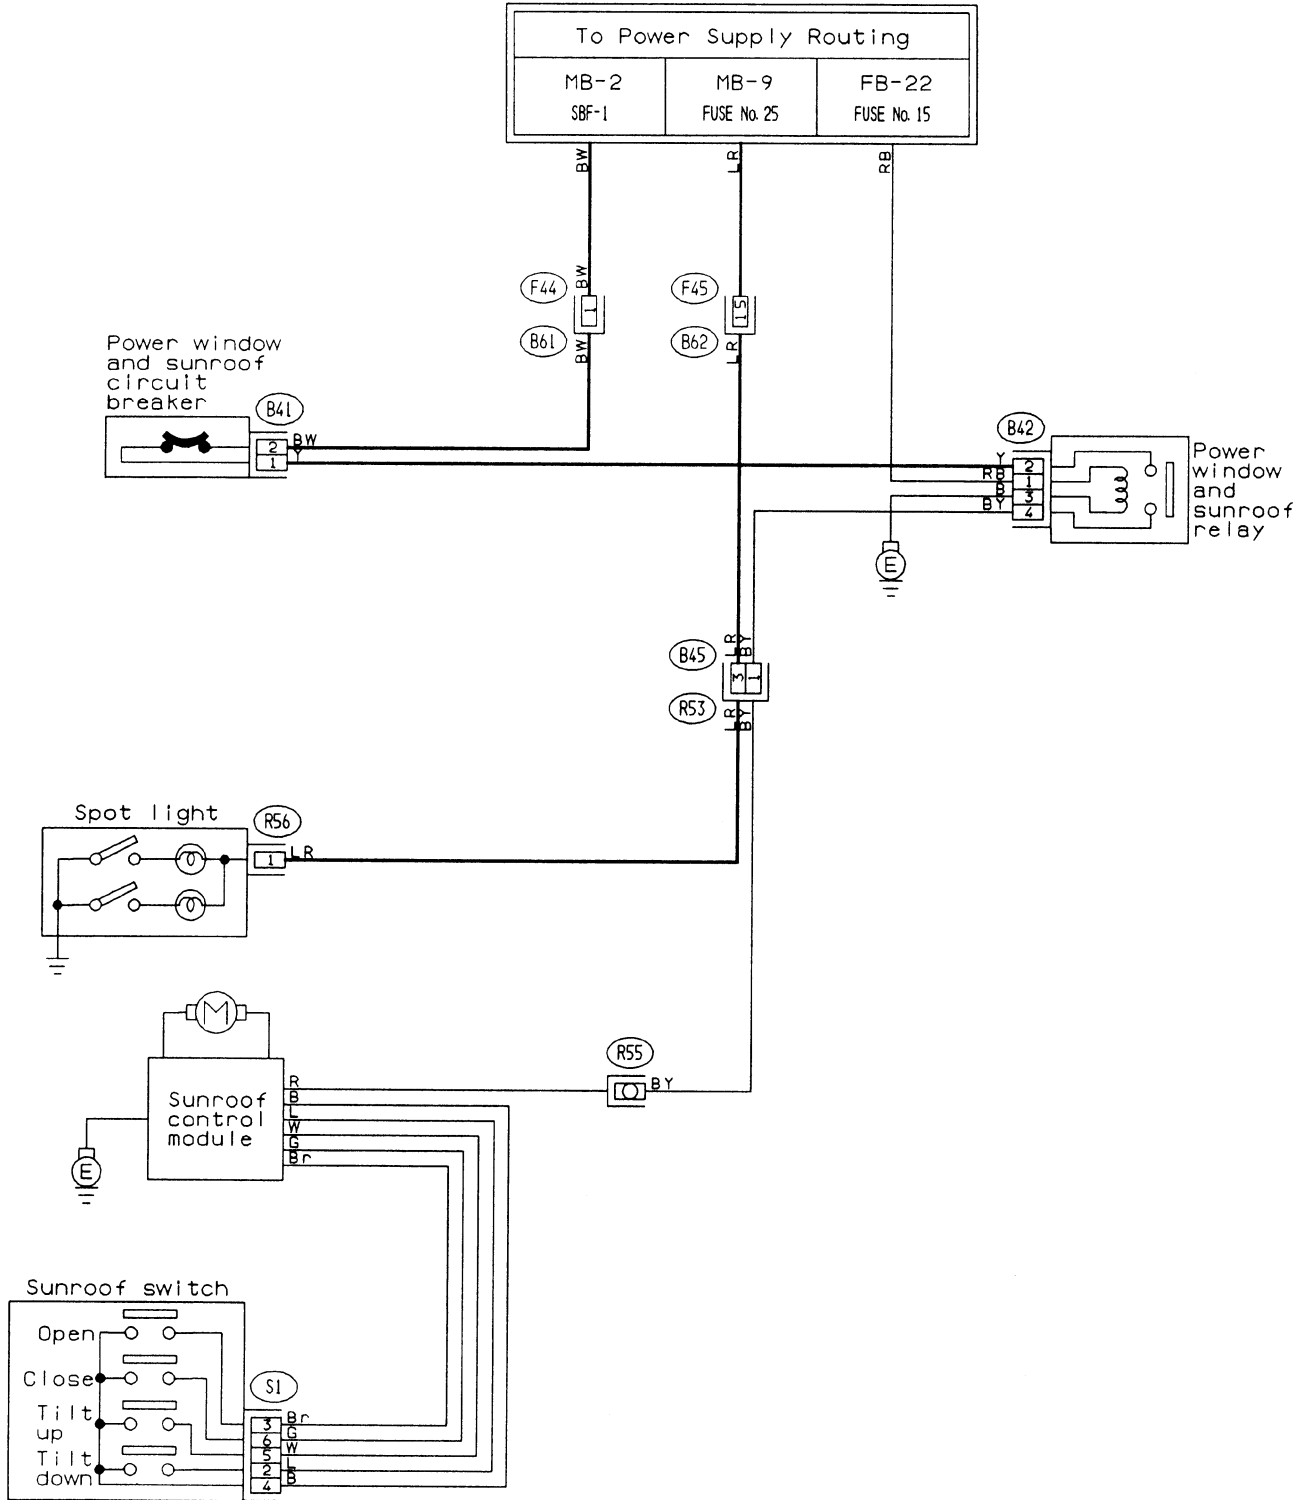 To Power Supply Routing
MB-2 MB-9 FB-22
SBF-1 FUSE No. 25 FUSE No. 15
BW LR RB
BW
F44 F45
1 15
B61 B62
BW LR
Power window
and sunroof
circuit
breaker
B41
2 BW
1 Y
B42
Y 2
RB 1
B 3
BY 4
Power
window
and
sunroof
relay
E
LR BY
B45
3 1
R53
LR BY
Spot light
R56
1 LR
M
R55
BY
Sunroof
control
module
R
B
L
W
G
Br
E
Sunroof switch
Open
Close
Tilt
up
Tilt
down
S1
3 Br
6 G
5 W
2 L
4 B